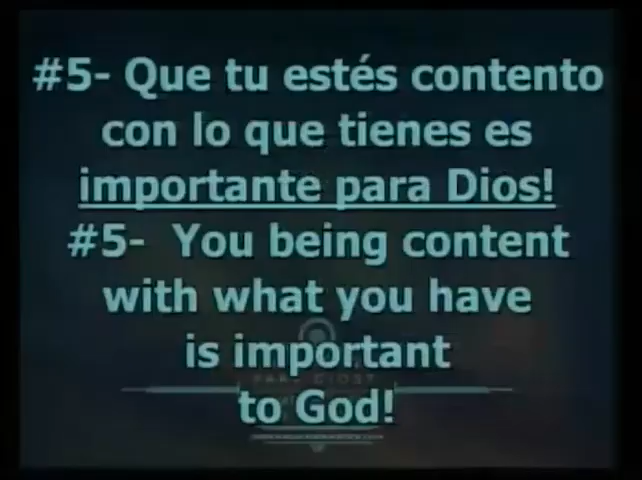 #5- Que tu estés contento
con lo que tienes es
importante para Dios!
#5- You being content
with what you have
is important
to God!